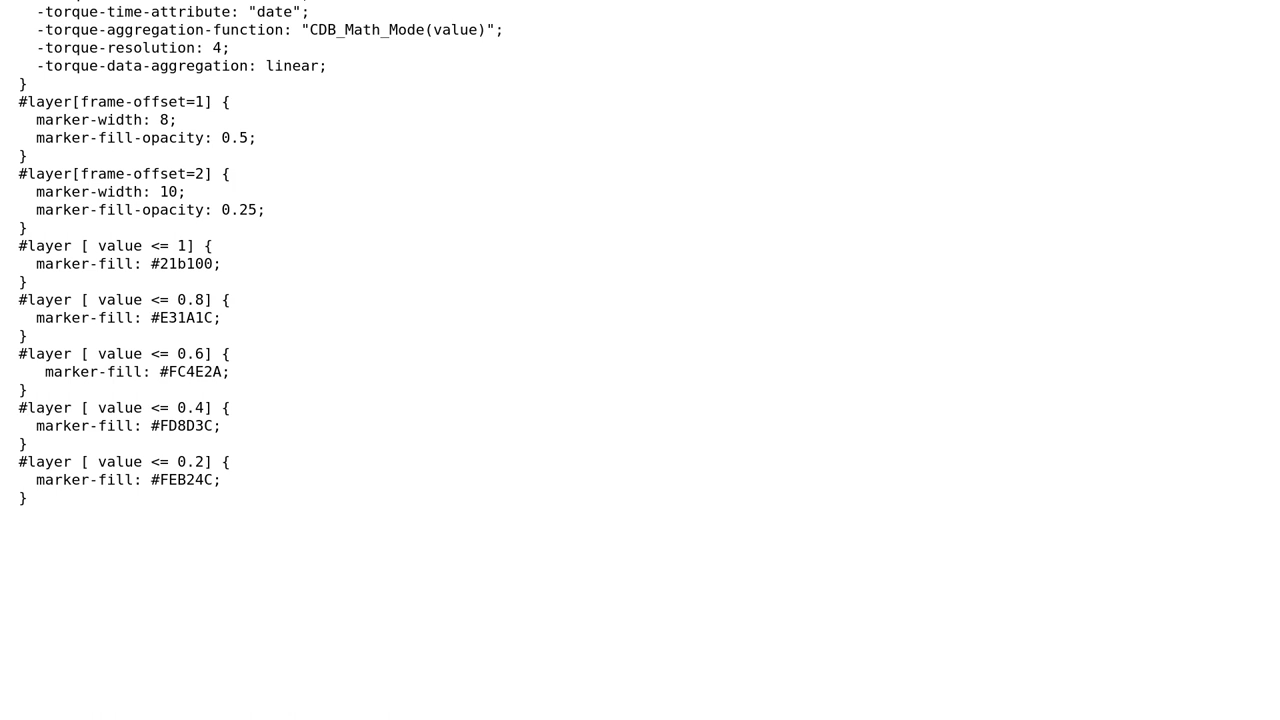 -torque-time-attribute: "date";
  -torque-aggregation-function: "CDB_Math_Mode(value)";
  -torque-resolution: 4;
  -torque-data-aggregation: linear;
}
#layer[frame-offset=1] {
  marker-width: 8;
  marker-fill-opacity: 0.5;
}
#layer[frame-offset=2] {
  marker-width: 10;
  marker-fill-opacity: 0.25;
}
#layer [ value <= 1] {
  marker-fill: #21b100;
}
#layer [ value <= 0.8] {
  marker-fill: #E31A1C;
}
#layer [ value <= 0.6] {
   marker-fill: #FC4E2A;
}
#layer [ value <= 0.4] {
  marker-fill: #FD8D3C;
}
#layer [ value <= 0.2] {
  marker-fill: #FEB24C;
}